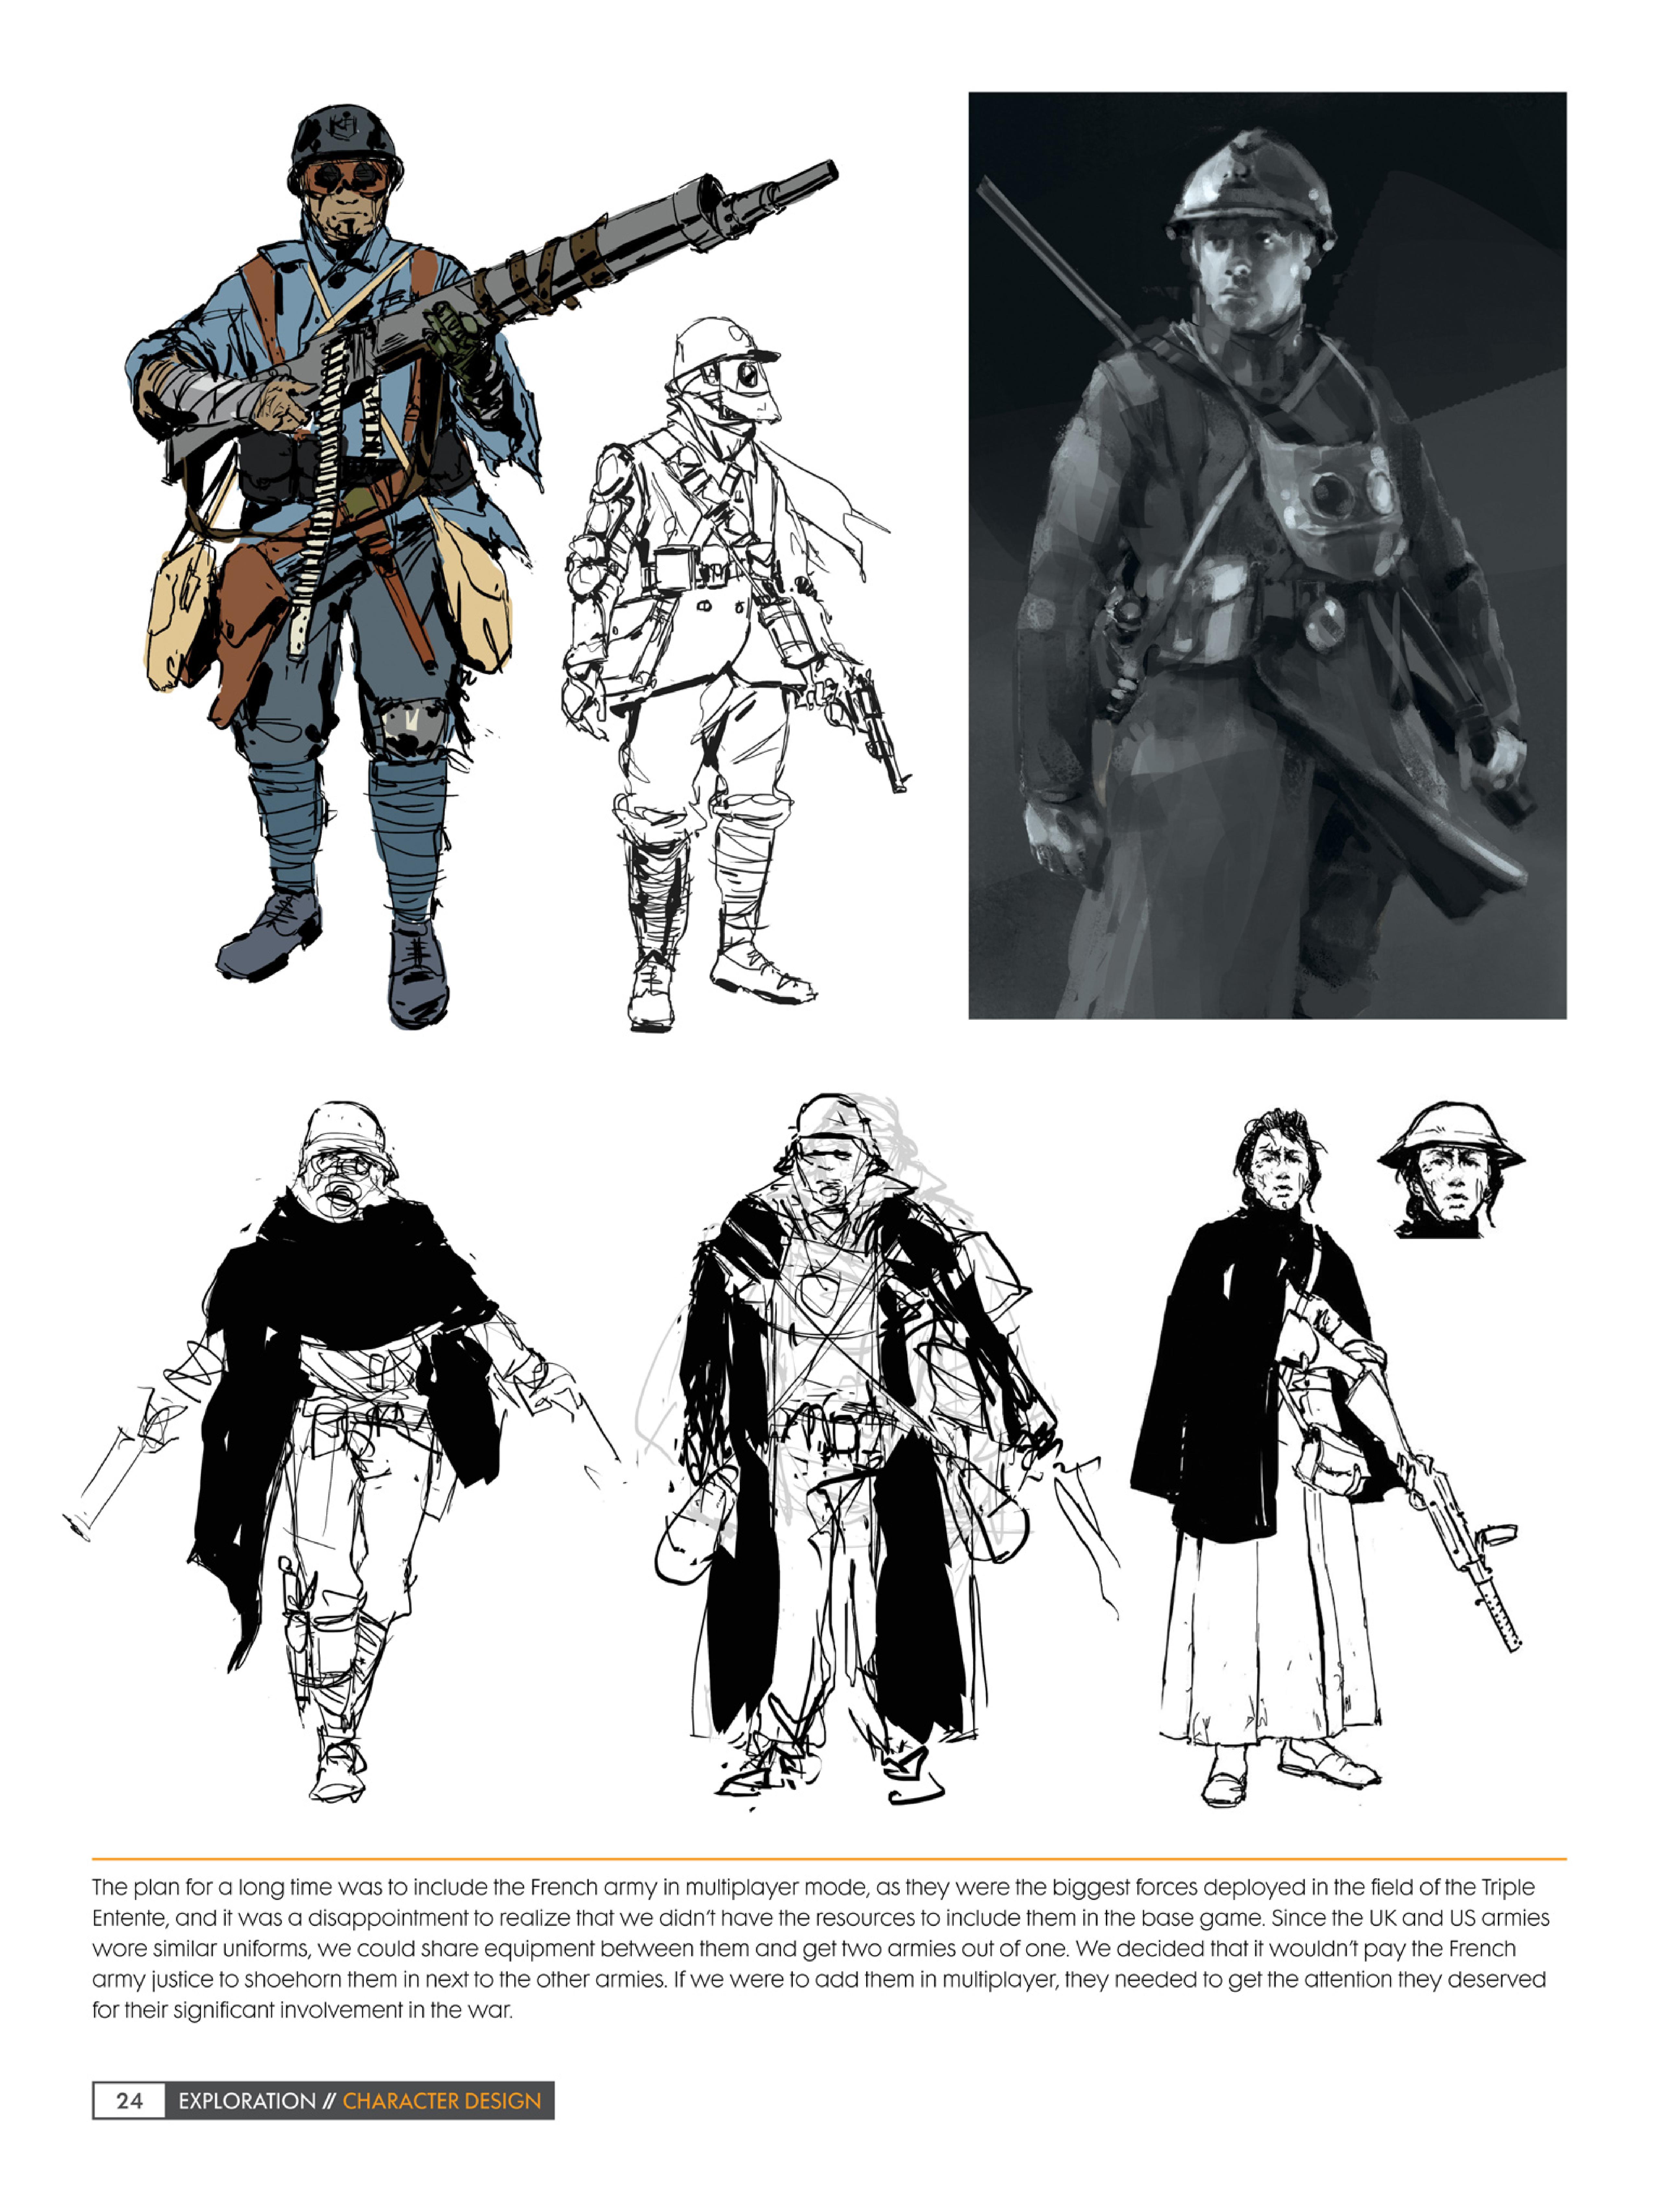 The plan for a long time was to include the French army in multiplayer mode, as they were the biggest forces deployed in the field of the Triple
Entente, and it was a disappointment to realize that we didn't have the resources to include them in the base game. Since the UK and US armies
wore similar uniforms, we could share equipment between them and get two armies out of one. We decided that it wouldn't pay the French
army justice to shoehorn them in next to the other armies. If we were to add them in multiplayer, they needed to get the attention they deserved
for their significant involvement in the war.
24 EXPLORATION // CHARACTER DESIGN